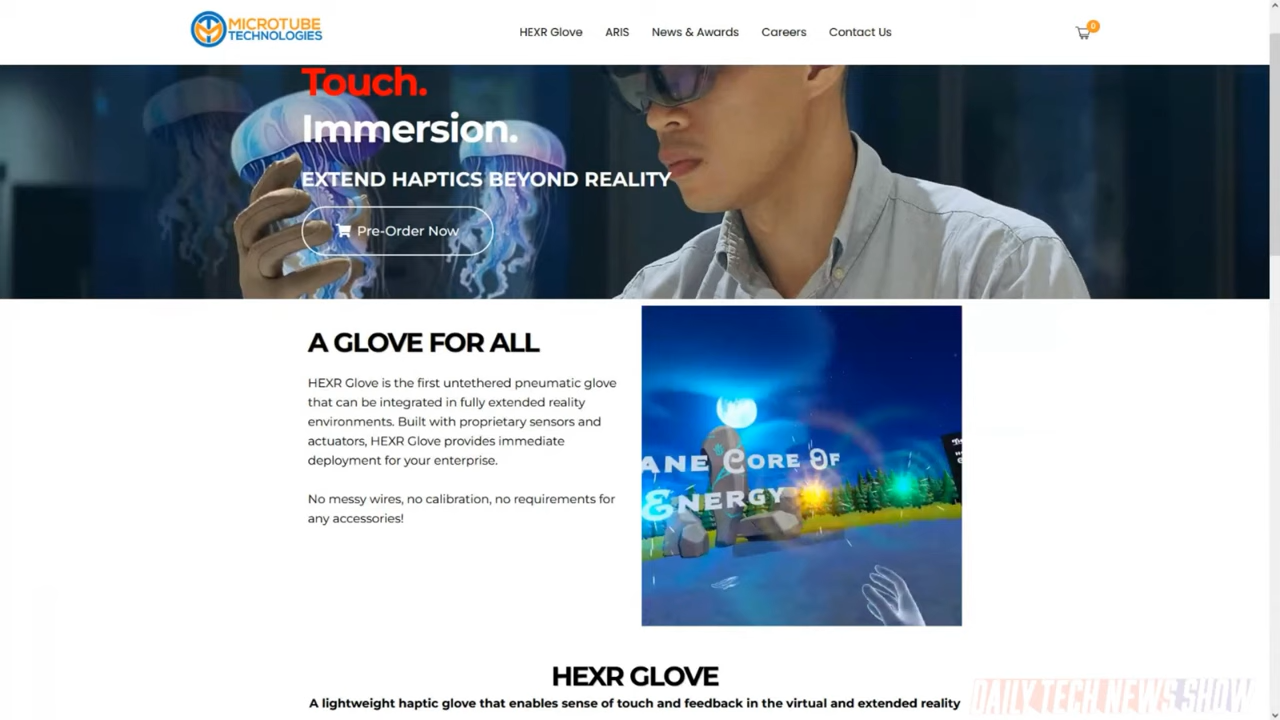 MICROTUBE
TECHNOLOGIES
HEXR Glove
ARIS
News & Awards
Careers
Contact Us
0
Touch.
Immersion.
EXTEND HAPTICS BEYOND REALITY
Pre-Order Now
A GLOVE FOR ALL
HEXR Glove is the first untethered pneumatic glove
that can be integrated in fully extended reality
environments. Built with proprietary sensors and
actuators, HEXR Glove provides immediate
deployment for your enterprise.
No messy wires, no calibration, no requirements for
any accessories!
ANE CORE OF
ENERGY
HEXR GLOVE
A lightweight haptic glove that enables sense of touch and feedback in the virtual and extended reality
DAILY TECH NEWS SHOW